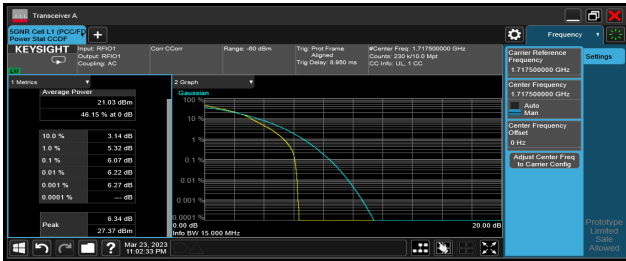 Transceiver A
5GNR Cell L1 (PCC/FD
Power Stat CCDF
KEYSIGHT
Input: RFIO1
Output: RFIO1
Coupling: AC
Corr CCorr
Range: -60 dBm
Trig: Prot Frame
Aligned
Trig Delay: 8.950 ms
#Center Freq: 1.717500000 GHz
Counts: 230 k/10.0 Mpt
CC Info: UL, 1 CC
Frequency
Carrier Reference
Frequency
1.717500000 GHz
Settings
Center Frequency
1.717500000 GHz
Auto
Man
Center Frequency
Offset
0 Hz
Adjust Center Freq
to Carrier Config
1 Metrics
Average Power
21.03 dBm
46.15 % at 0 dB
10.0 % 3.14 dB
1.0 % 5.32 dB
0.1 % 6.07 dB
0.01 % 6.22 dB
0.001 % 6.27 dB
0.0001 % --- dB
Peak
6.34 dB
27.37 dBm
2 Graph
Gaussian
100 %
10 %
1 %
0.1 %
0.01 %
0.001 %
0.0001 %
0.00 dB
20.00 dB
Info BW 15.000 MHz
Mar 23, 2023
11:02:33 PM
Prototype
Limited
Sale
Allowed